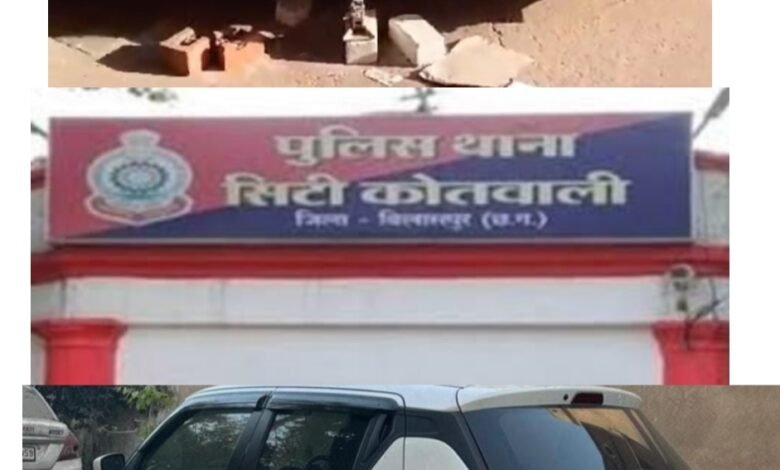 पुलिस थाना
सिटी कोतवाली
जिला - बिलासपुर (छ.ग.)